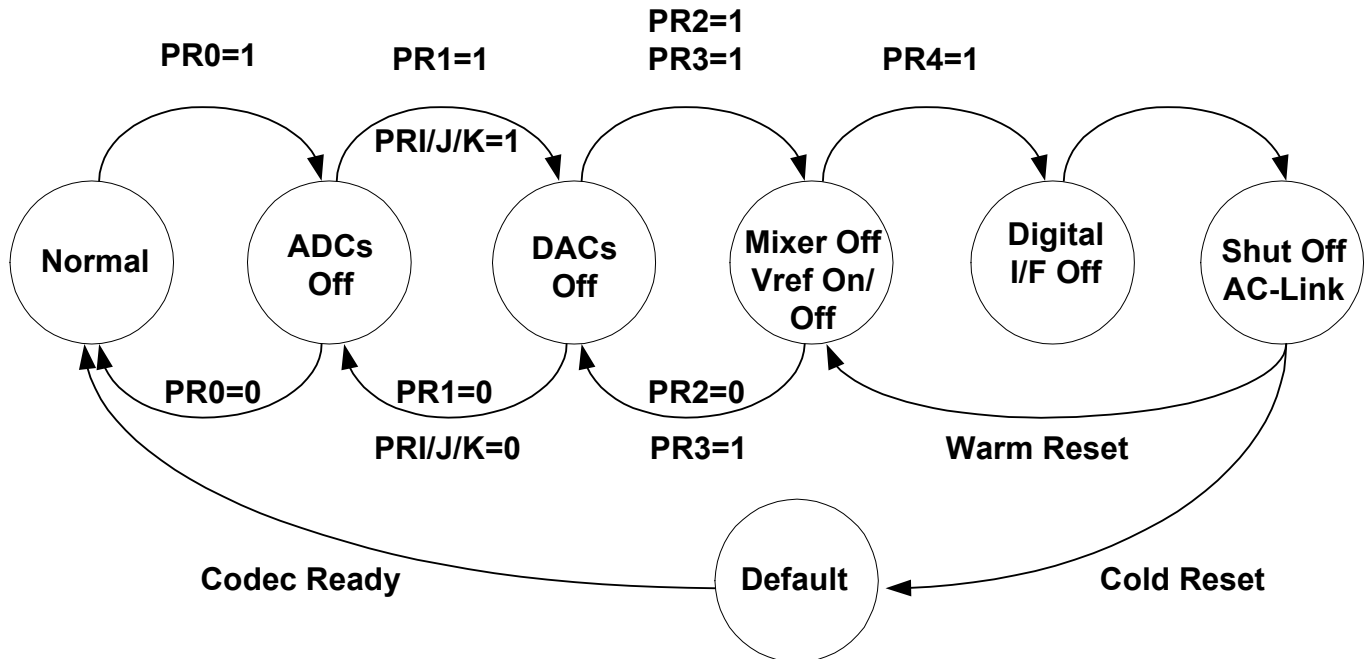 PR0=1
PR1=1
PR2=1
PR3=1
PR4=1
PRI/J/K=1
Normal
ADCs
Off
DACs
Off
Mixer Off
Vref On/
Off
Digital
I/F Off
Shut Off
AC-Link
PR0=0
PR1=0
PRI/J/K=0
PR2=0
PR3=1
Warm Reset
Codec Ready
Default
Cold Reset